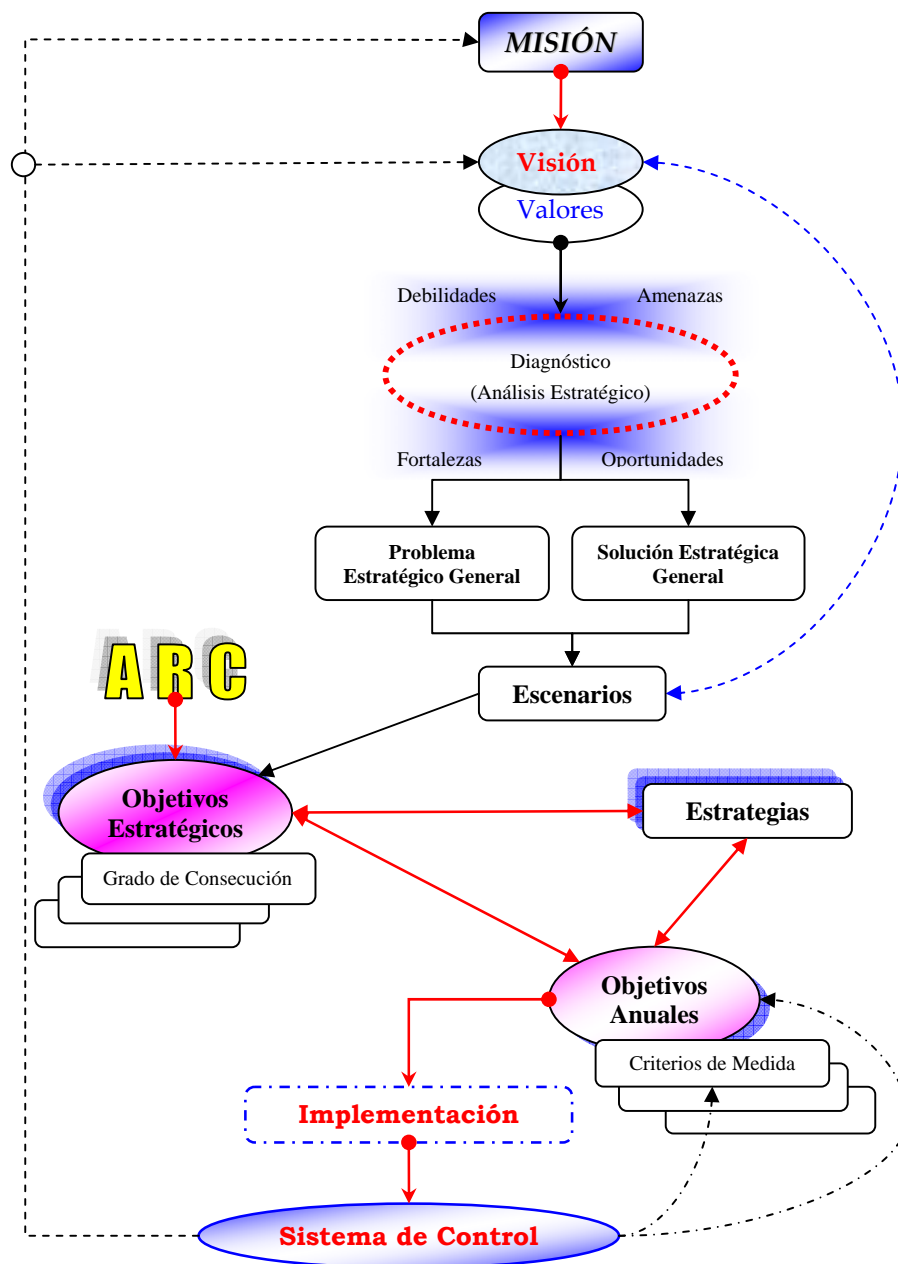 MISIÓN
Visión
Valores
Debilidades Amenazas
Diagnóstico
(Análisis Estratégico)
Fortalezas Oportunidades
Problema
Estratégico General
Solución Estratégica
General
Escenarios
A R C
Objetivos
Estratégicos
Grado de Consecución
Estrategias
Objetivos
Anuales
Criterios de Medida
Implementación
Sistema de Control